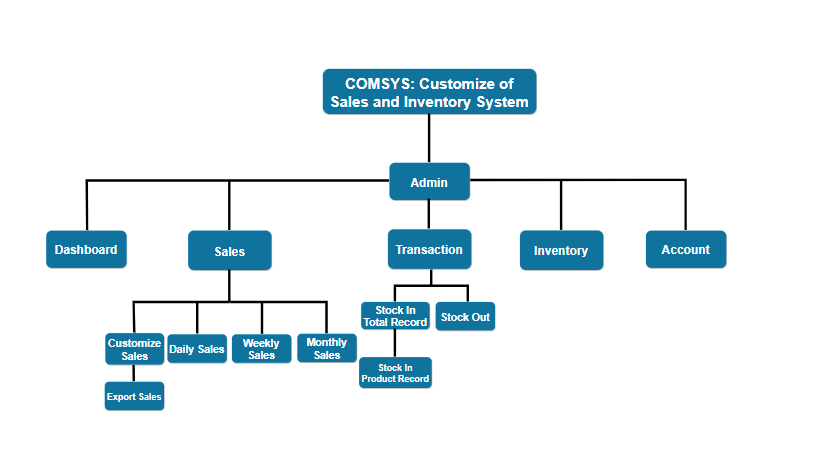 COMSYS: Customize of
Sales and Inventory System
Admin
Dashboard
Sales
Transaction
Inventory
Account
Customize
Sales
Daily Sales
Weekly
Sales
Monthly
Sales
Stock In
Total Record
Stock Out
Export Sales
Stock In
Product Record